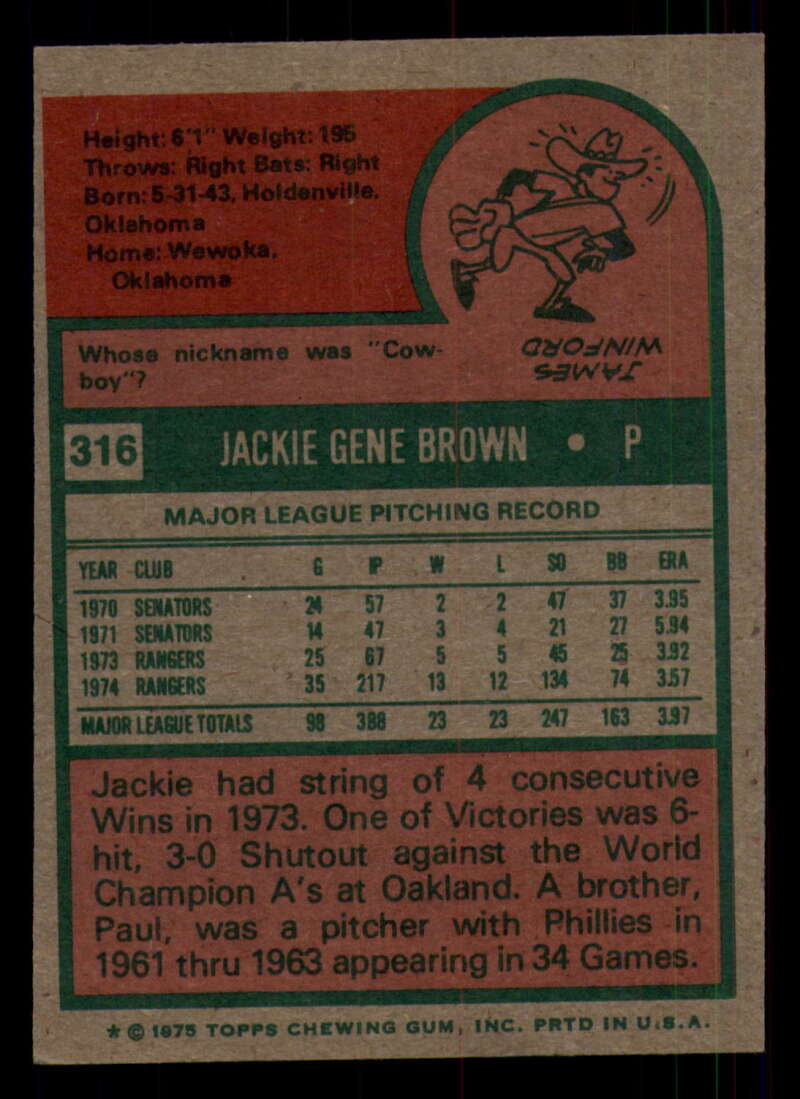 Height: 6'1" Weight: 195
Throws: Right Bats: Right
Born: 5-31-43, Holdenville,
Oklahoma
Home: Wewoka,
Oklahoma
Whose nickname was "Cow-
boy"?
JAMES
WINFORD
316 JACKIE GENE BROWN • P
MAJOR LEAGUE PITCHING RECORD
YEAR CLUB G IP W L SO BB ERA
1970 SENATORS 24 57 2 2 47 37 3.95
1971 SENATORS 14 47 3 4 21 27 5.94
1973 RANGERS 25 67 5 5 45 25 3.92
1974 RANGERS 35 217 13 12 134 74 3.57
MAJOR LEAGUE TOTALS 98 388 23 23 247 163 3.97
Jackie had string of 4 consecutive
Wins in 1973. One of Victories was 6-
hit, 3-0 Shutout against the World
Champion A's at Oakland. A brother,
Paul, was a pitcher with Phillies in
1961 thru 1963 appearing in 34 Games.
* © 1975 TOPPS CHEWING GUM, INC. PRTD IN U.S.A.